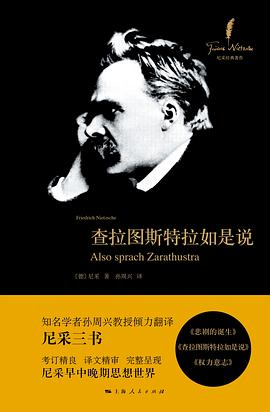 Friedrich Nietzsche
尼采经典著作
Friedrich Nietzsche
查拉图斯特拉如是说
Also sprach Zarathustra
〔德〕尼采 著 孙周兴 译
知名学者孙周兴教授倾力翻译
尼采三书
考订精良 译文精审 完整呈现
尼采早中晚期思想世界
《悲剧的诞生》
《查拉图斯特拉如是说》
《权力意志》
上海人民出版社